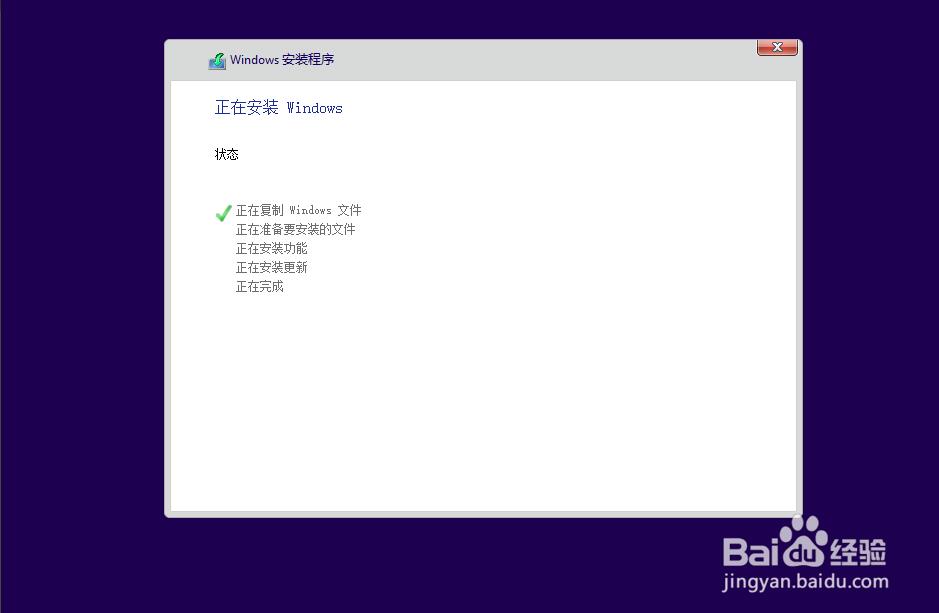 Windows 安装程序
正在安装 Windows
状态
正在复制 Windows 文件
正在准备要安装的文件
正在安装功能
正在安装更新
正在完成
Bai du 经验
jingyan.baidu.com